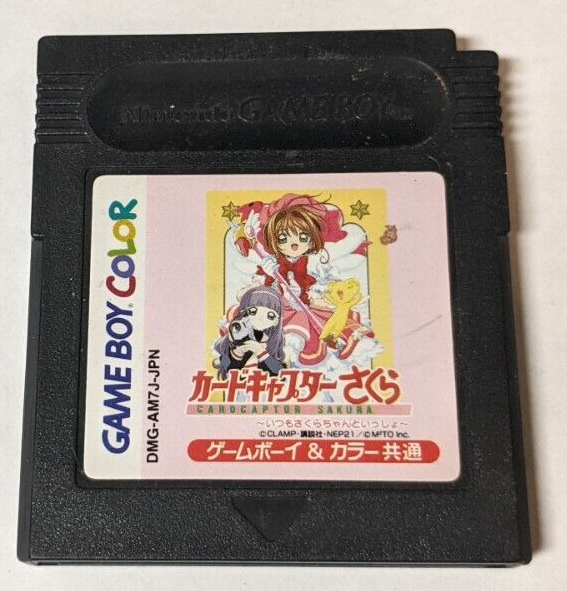 Nintendo GAME BOY TM
GAME BOY COLOR
DMG-AM7J-JPN
カードキャプターさくら
CARDCAPTOR SAKURA
～いつもさくらちゃんといっしょ～
©CLAMP・講談社・NEP21/©M²TO Inc.
ゲームボーイ & カラー共通